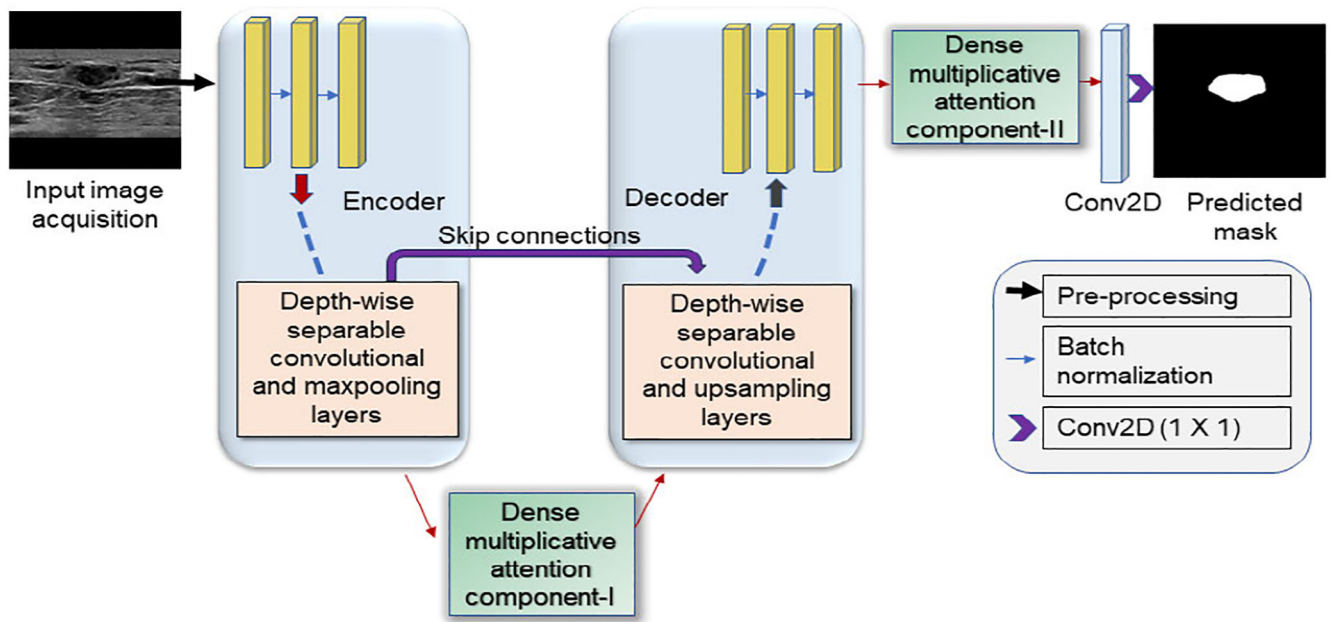 Input image
acquisition
Encoder
Depth-wise
separable
convolutional
and maxpooling
layers
Skip connections
Dense
multiplicative
attention
component-I
Decoder
Depth-wise
separable
convolutional
and upsampling
layers
Dense
multiplicative
attention
component-II
Conv2D
Predicted
mask
Pre-processing
Batch
normalization
Conv2D (1 X 1)